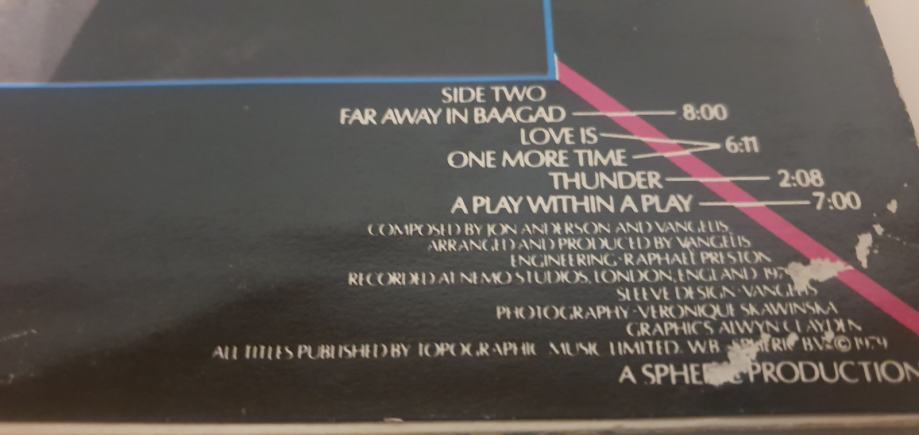 SIDE TWO
FAR AWAY IN BAAGAD 8:00
LOVE IS
6:11
ONE MORE TIME
THUNDER 2:08
A PLAY WITHIN A PLAY 7:00
COMPOSED BY JON ANDERSON AND VANGELIS.
ARRANGED AND PRODUCED BY VANGELIS
ENGINEERING · RAPHAEL PRESTON
RECORDED AT NEMO STUDIOS, LONDON, ENGLAND
SLEEVE DESIGN · VANGELIS
PHOTOGRAPHY · VERONIQUE SKAWINSKA
GRAPHICS ALWYN CLAYDEN
ALL TITLES PUBLISHED BY TOPOGRAPHIC MUSIC LIMITED. W.B. BV. © 1979
A PRODUCTION